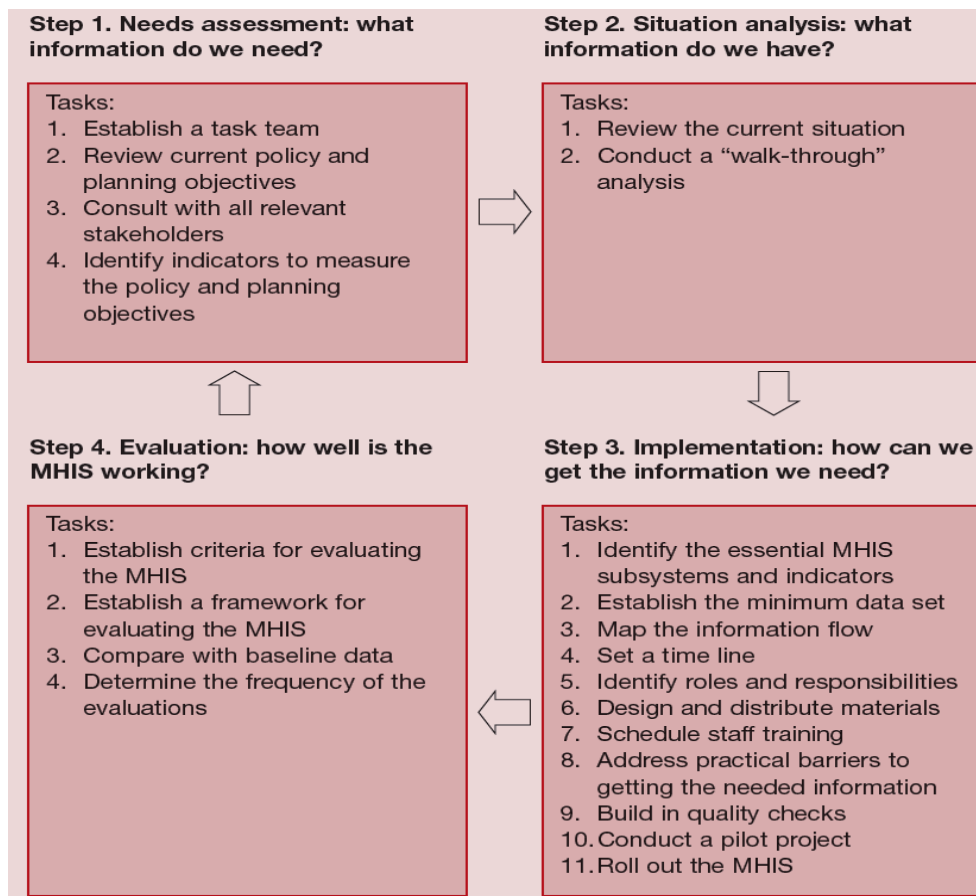 Step 1. Needs assessment: what
information do we need?
Tasks:
1. Establish a task team
2. Review current policy and
planning objectives
3. Consult with all relevant
stakeholders
4. Identify indicators to measure
the policy and planning
objectives
Step 2. Situation analysis: what
information do we have?
Tasks:
1. Review the current situation
2. Conduct a “walk-through”
analysis
Step 3. Implementation: how can we
get the information we need?
Tasks:
1. Identify the essential MHIS
subsystems and indicators
2. Establish the minimum data set
3. Map the information flow
4. Set a time line
5. Identify roles and responsibilities
6. Design and distribute materials
7. Schedule staff training
8. Address practical barriers to
getting the needed information
9. Build in quality checks
10. Conduct a pilot project
11. Roll out the MHIS
Step 4. Evaluation: how well is the
MHIS working?
Tasks:
1. Establish criteria for evaluating
the MHIS
2. Establish a framework for
evaluating the MHIS
3. Compare with baseline data
4. Determine the frequency of the
evaluations